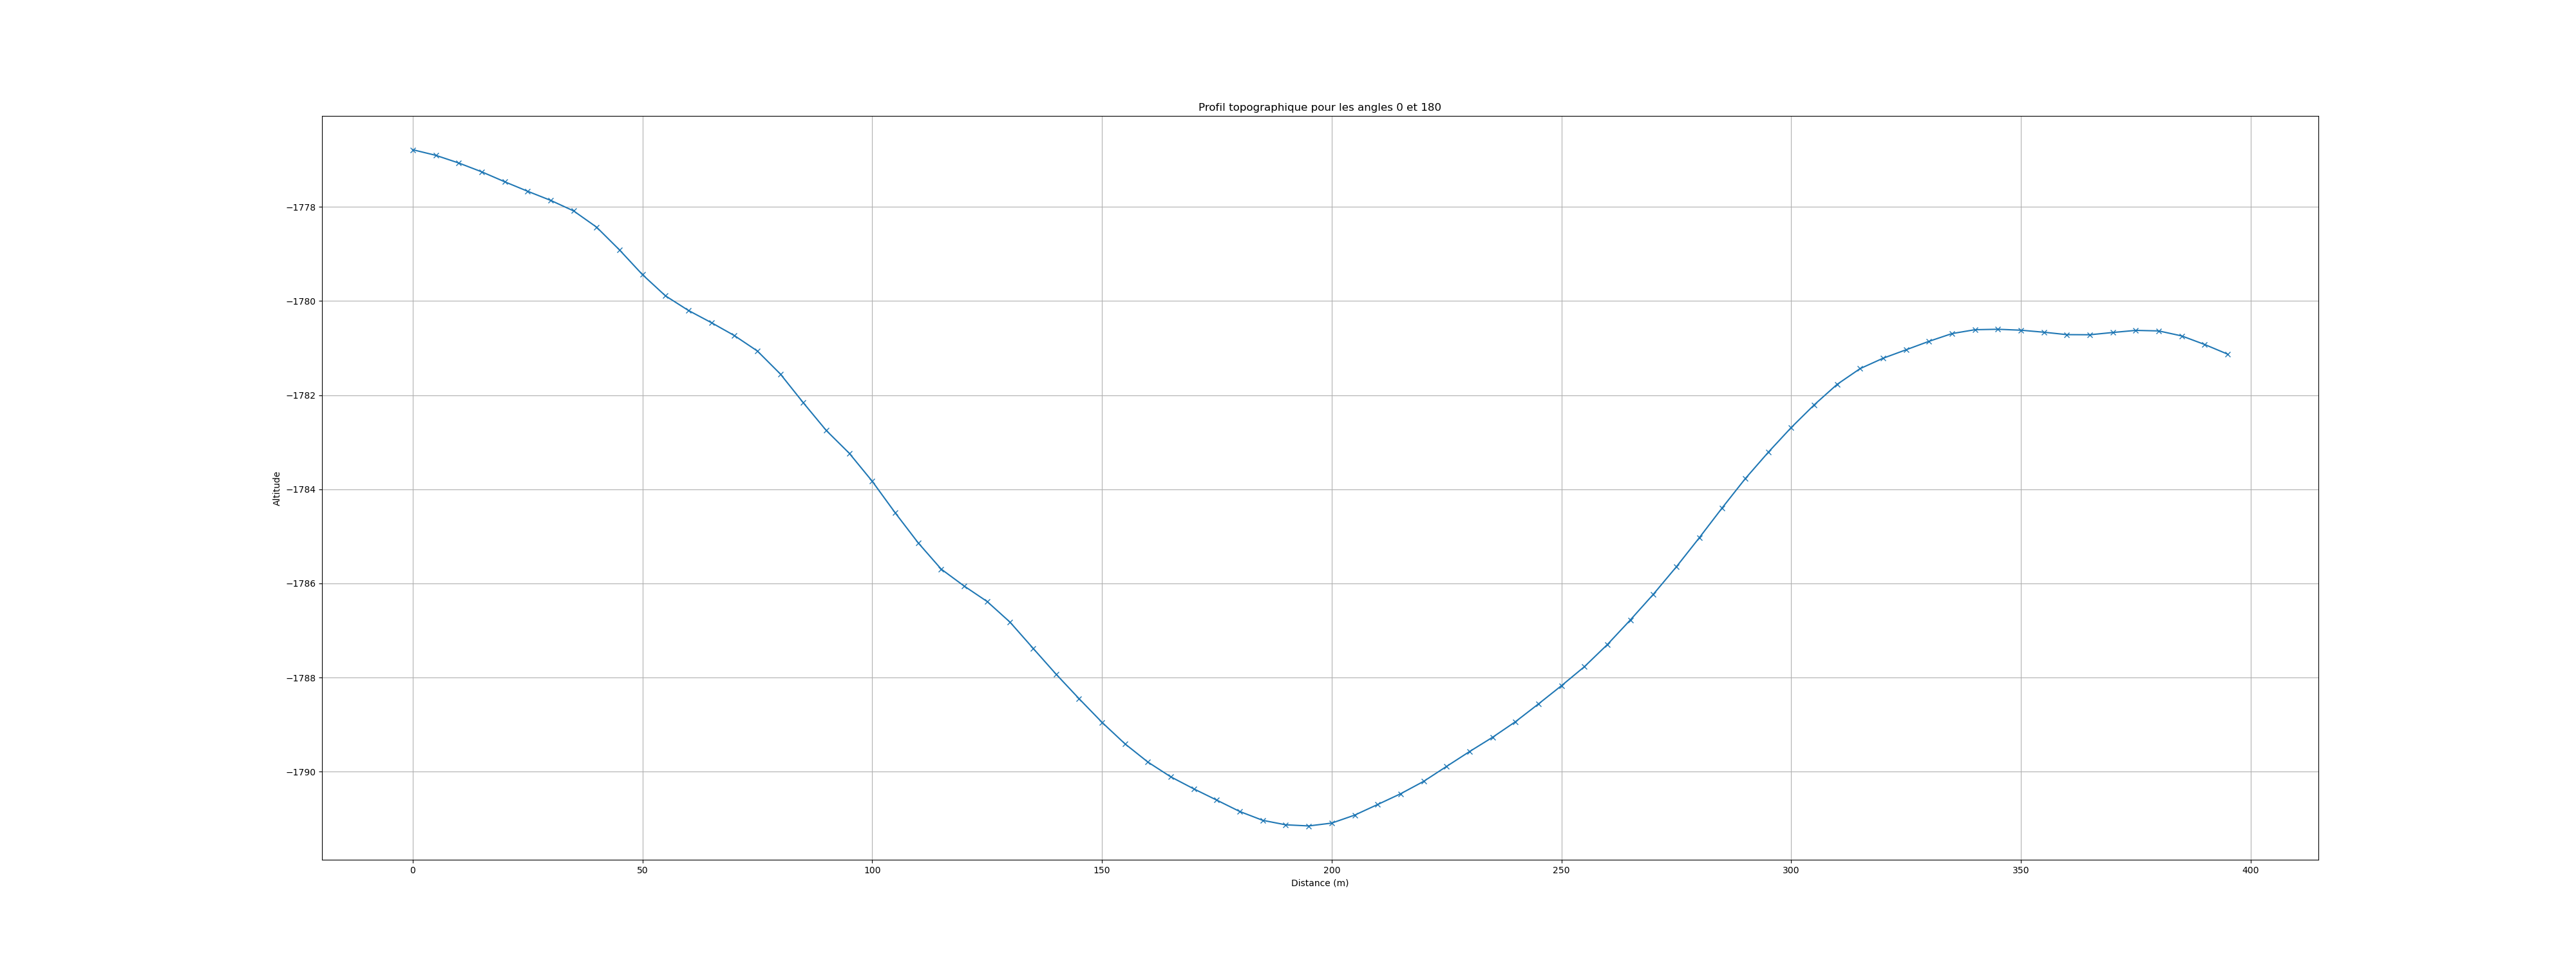 Profil topographique pour les angles 0 et 180
Altitude
−1778
−1780
−1782
−1784
−1786
−1788
−1790
0 50 100 150 200 250 300 350 400
Distance (m)